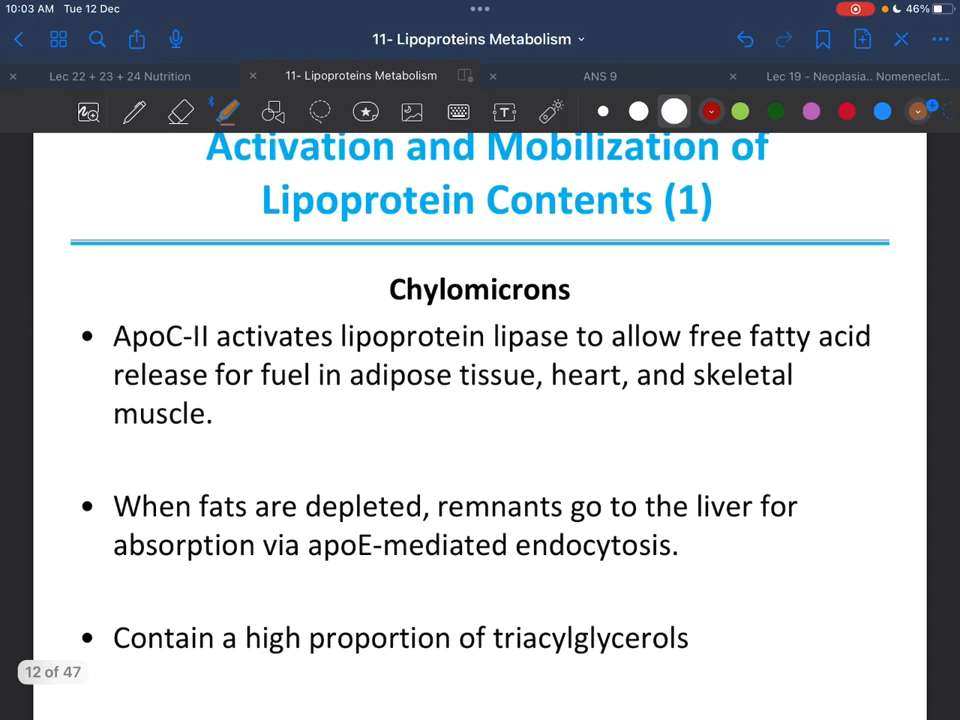 10:03 AM Tue 12 Dec
46%
11- Lipoproteins Metabolism
Lec 22 + 23 + 24 Nutrition
11- Lipoproteins Metabolism
ANS 9
Lec 19 - Neoplasia.. Nomeneclat...
T
Activation and Mobilization of
Lipoprotein Contents (1)
Chylomicrons
• ApoC-II activates lipoprotein lipase to allow free fatty acid
release for fuel in adipose tissue, heart, and skeletal
muscle.
• When fats are depleted, remnants go to the liver for
absorption via apoE-mediated endocytosis.
• Contain a high proportion of triacylglycerols
12 of 47